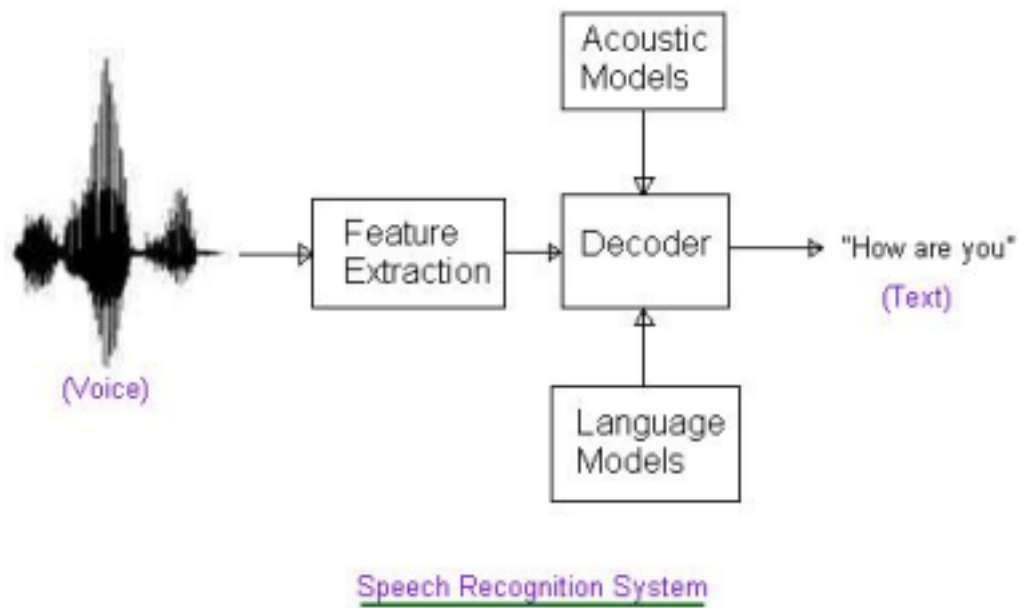 Acoustic
Models
Feature
Extraction
Decoder
"How are you"
(Text)
(Voice)
Language
Models
Speech Recognition System